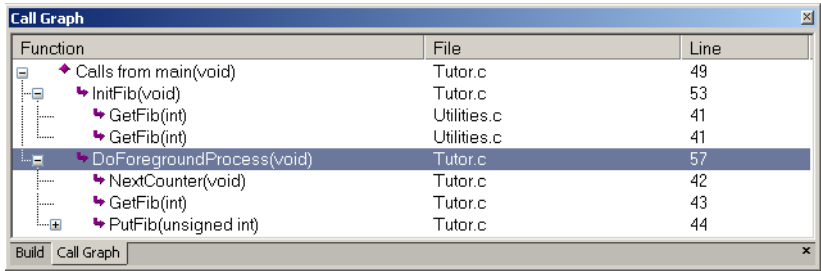 Call Graph
Function File Line
Calls from main(void) Tutor.c 49
InitFib(void) Tutor.c 53
GetFib(int) Utilities.c 41
GetFib(int) Utilities.c 41
DoForegroundProcess(void) Tutor.c 57
NextCounter(void) Tutor.c 42
GetFib(int) Tutor.c 43
PutFib(unsigned int) Tutor.c 44
Build Call Graph